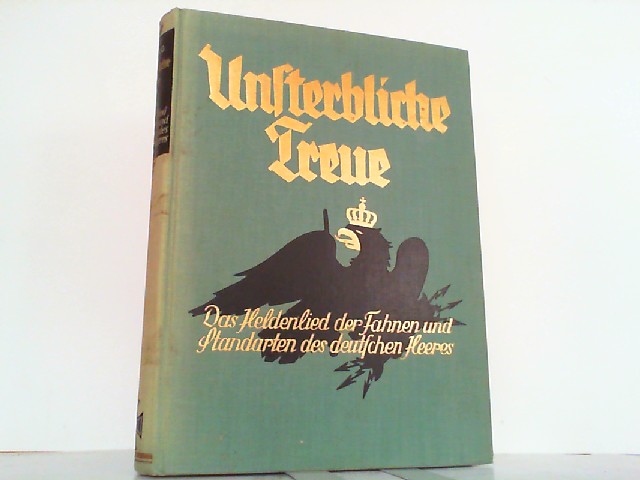 Unsterbliche
Treue
Das Heldenlied der Fahnen und
Standarten des deutschen Heeres